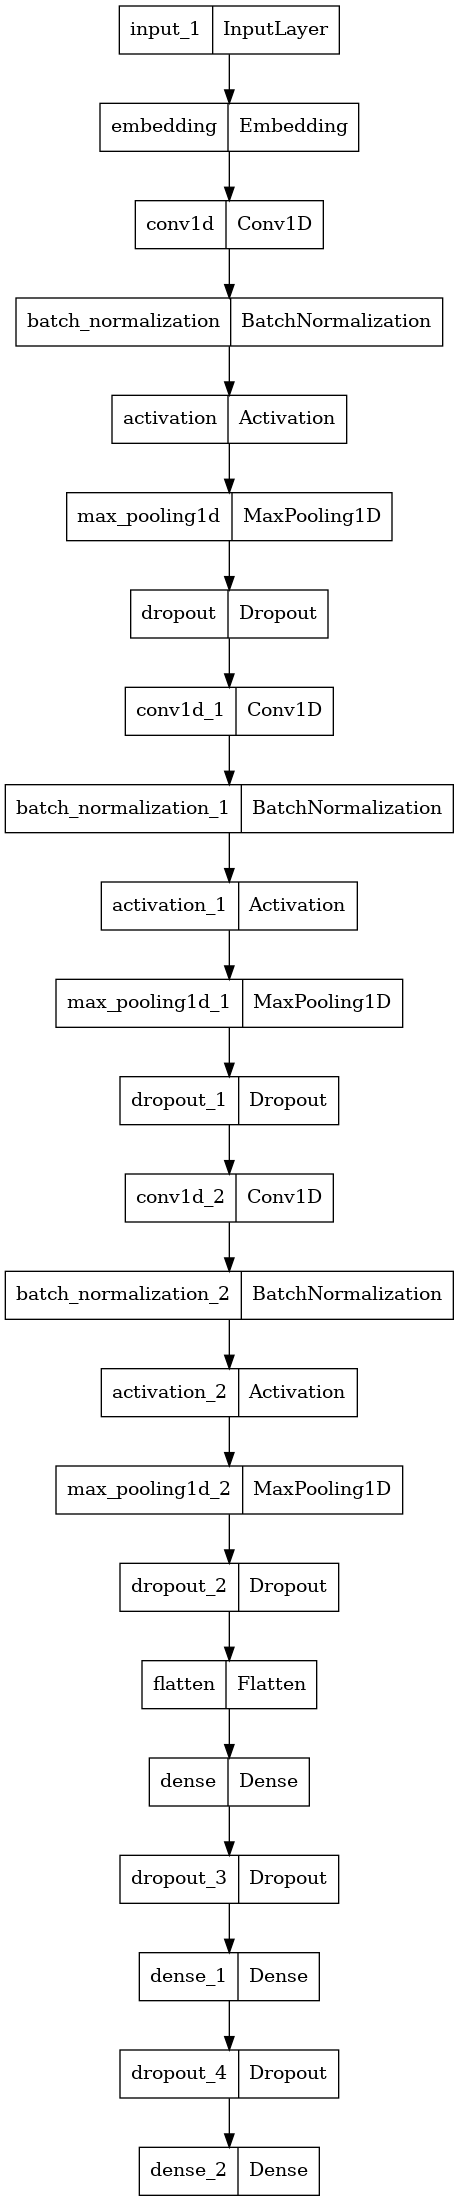 input_1 InputLayer
embedding Embedding
conv1d Conv1D
batch_normalization BatchNormalization
activation Activation
max_pooling1d MaxPooling1D
dropout Dropout
conv1d_1 Conv1D
batch_normalization_1 BatchNormalization
activation_1 Activation
max_pooling1d_1 MaxPooling1D
dropout_1 Dropout
conv1d_2 Conv1D
batch_normalization_2 BatchNormalization
activation_2 Activation
max_pooling1d_2 MaxPooling1D
dropout_2 Dropout
flatten Flatten
dense Dense
dropout_3 Dropout
dense_1 Dense
dropout_4 Dropout
dense_2 Dense